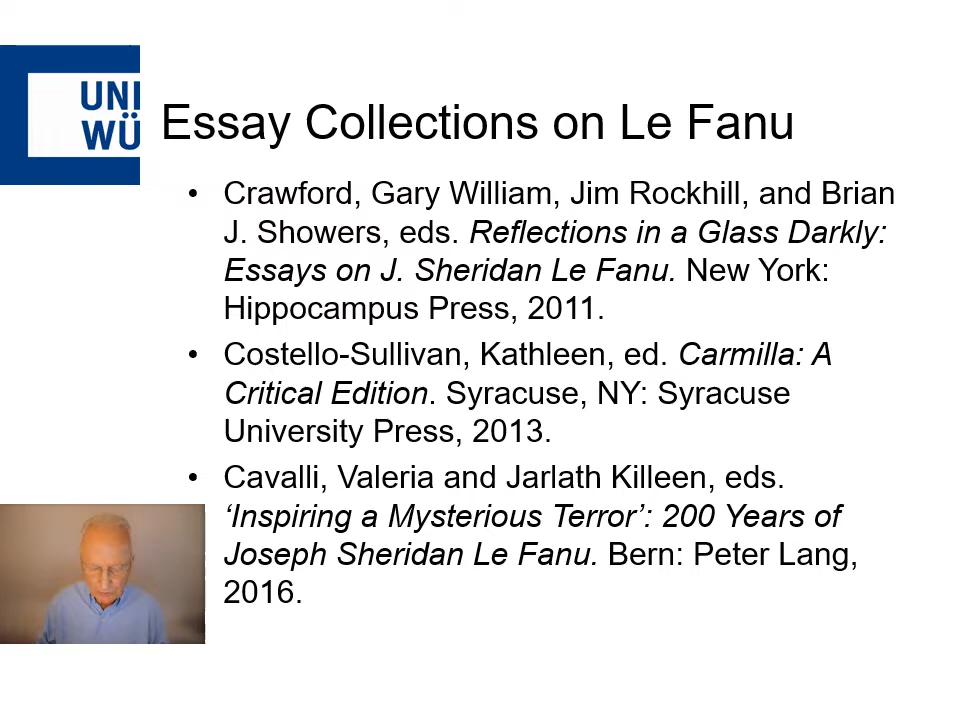 UNI
WÜ
Essay Collections on Le Fanu
• Crawford, Gary William, Jim Rockhill, and Brian
J. Showers, eds. Reflections in a Glass Darkly:
Essays on J. Sheridan Le Fanu. New York:
Hippocampus Press, 2011.
• Costello-Sullivan, Kathleen, ed. Carmilla: A
Critical Edition. Syracuse, NY: Syracuse
University Press, 2013.
• Cavalli, Valeria and Jarlath Killeen, eds.
‘Inspiring a Mysterious Terror’: 200 Years of
Joseph Sheridan Le Fanu. Bern: Peter Lang,
2016.